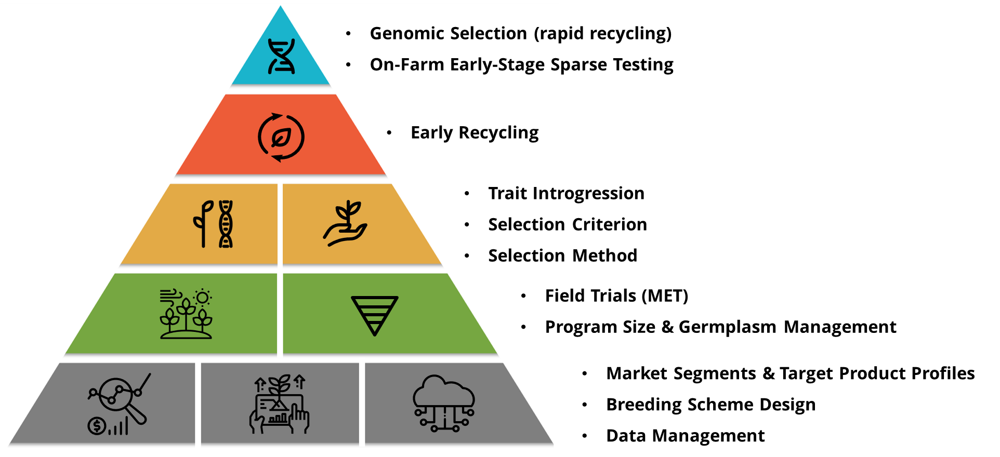 • Genomic Selection (rapid recycling)
• On-Farm Early-Stage Sparse Testing
• Early Recycling
• Trait Introgression
• Selection Criterion
• Selection Method
• Field Trials (MET)
• Program Size & Germplasm Management
• Market Segments & Target Product Profiles
• Breeding Scheme Design
• Data Management
$